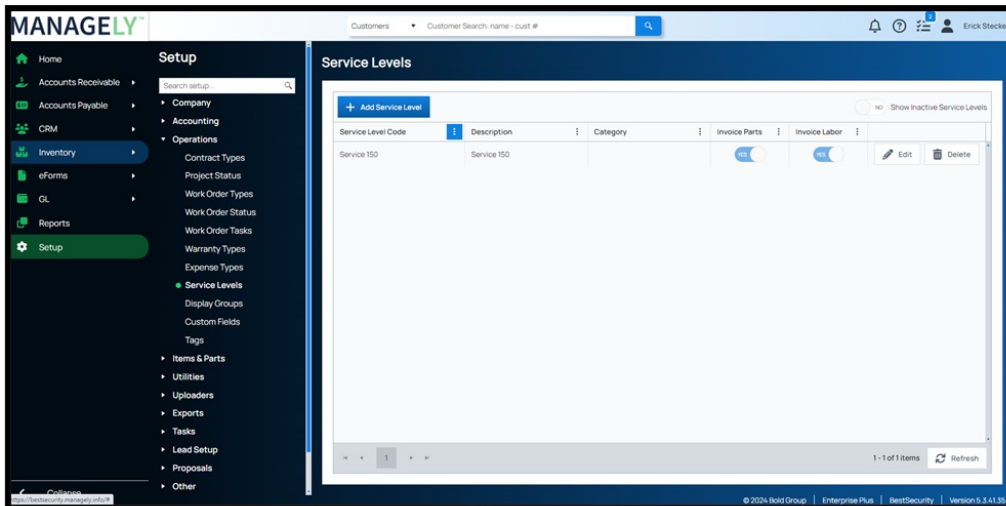 MANAGELY™
Customers Customer Search: name - cust #
2
Erick Stecke
Home
Accounts Receivable
Accounts Payable
CRM
Inventory
eForms
GL
Reports
Setup
Collapse
https://bestsecurity.managely.info/#
Setup
Search setup...
Company
Accounting
Operations
Contract Types
Project Status
Work Order Types
Work Order Status
Work Order Tasks
Warranty Types
Expense Types
Service Levels
Display Groups
Custom Fields
Tags
Items & Parts
Utilities
Uploaders
Exports
Tasks
Lead Setup
Proposals
Other
Service Levels
+ Add Service Level NO Show Inactive Service Levels
Service Level Code Description Category Invoice Parts Invoice Labor
Service 150 Service 150 YES YES Edit Delete
1 1 - 1 of 1 items Refresh
© 2024 Bold Group | Enterprise Plus | BestSecurity | Version 5.3.41.35